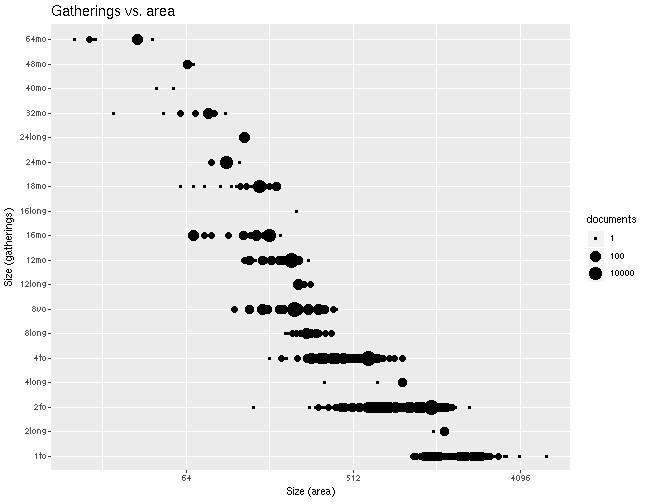 Gatherings vs. area
64mo
48mo
40mo
32mo
24long
24mo
18mo
16long
16mo
12mo
12long
8vo
8long
4to
4long
2fo
2long
1to
Size (gatherings)
64
512
4096
Size (area)
documents
1
100
10000